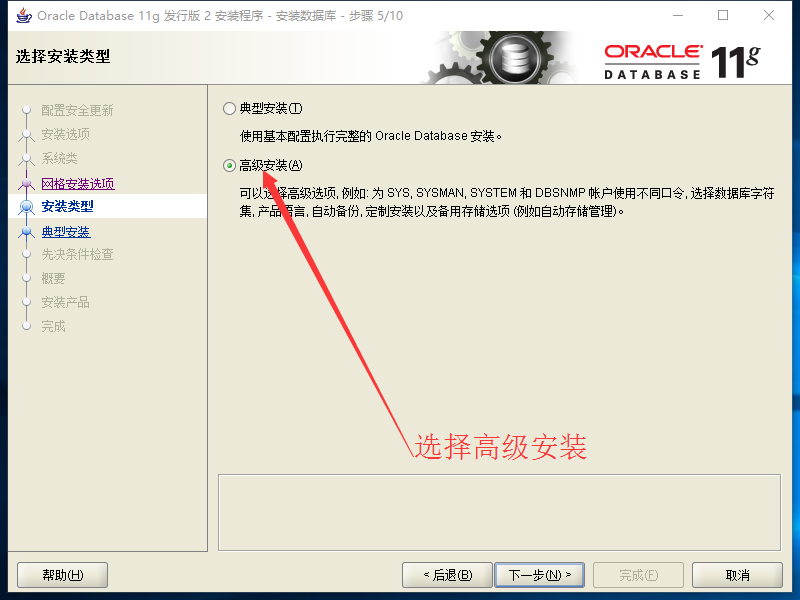 Oracle Database 11g 发行版 2 安装程序 - 安装数据库 - 步骤 5/10
选择安装类型
ORACLE
DATABASE 11g
配置安全更新
安装选项
系统类
网格安装选项
安装类型
典型安装
先决条件检查
概要
安装产品
完成
典型安装(T)
使用基本配置执行完整的 Oracle Database 安装。
高级安装(A)
可以选择高级选项, 例如: 为 SYS, SYSMAN, SYSTEM 和 DBSNMP 帐户使用不同口令, 选择数据库字符
集, 产品语言, 自动备份, 定制安装以及备用存储选项 (例如自动存储管理)。
选择高级安装
帮助(H)
< 后退(B)
下一步(N) >
完成(F)
取消